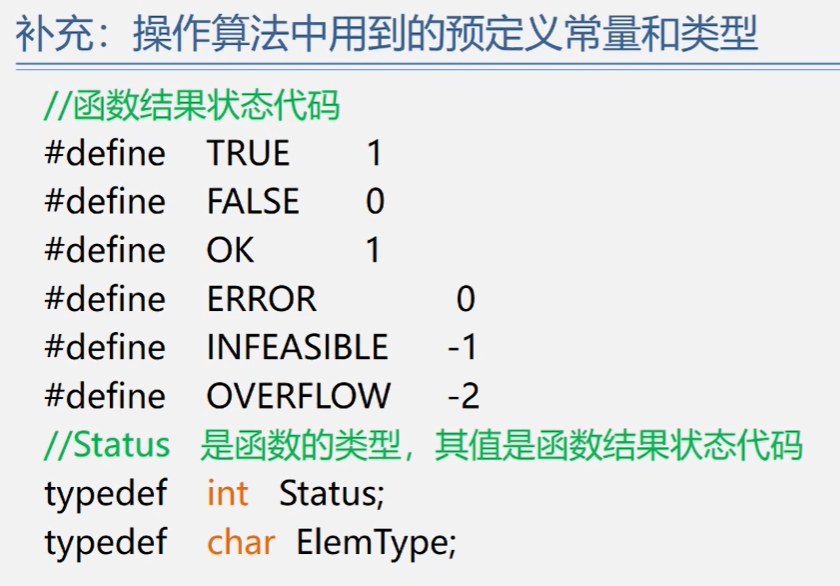 补充：操作算法中用到的预定义常量和类型
//函数结果状态代码
#define TRUE 1
#define FALSE 0
#define OK 1
#define ERROR 0
#define INFEASIBLE -1
#define OVERFLOW -2
//Status 是函数的类型，其值是函数结果状态代码
typedef int Status;
typedef char ElemType;